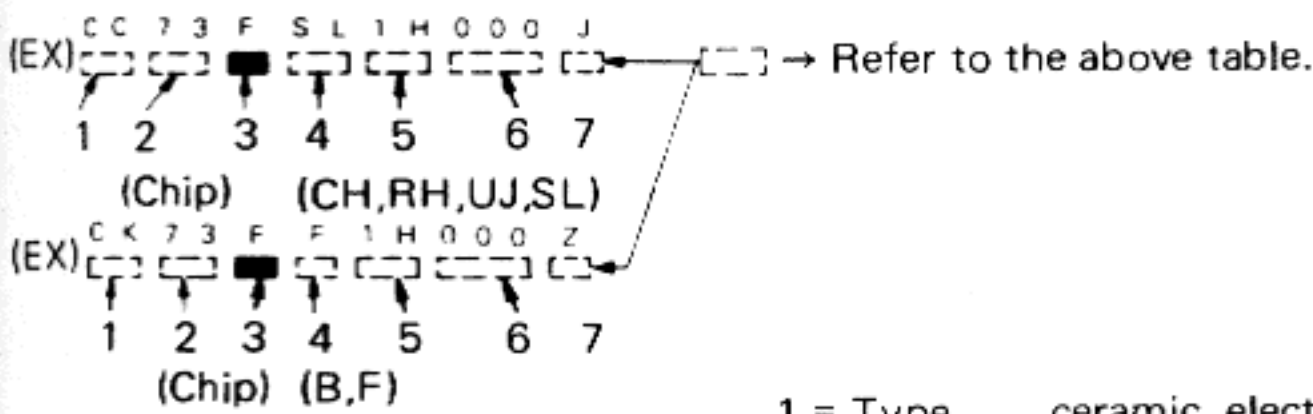 C C 7 3 F S L 1 H 0 0 0 J
(EX) → Refer to the above table.
1 2 3 4 5 6 7
(Chip) (CH,RH,UJ,SL)
C K 7 3 F F 1 H 0 0 0 Z
(EX)
1 2 3 4 5 6 7
(Chip) (B,F)
1 = Type ceramic, elect